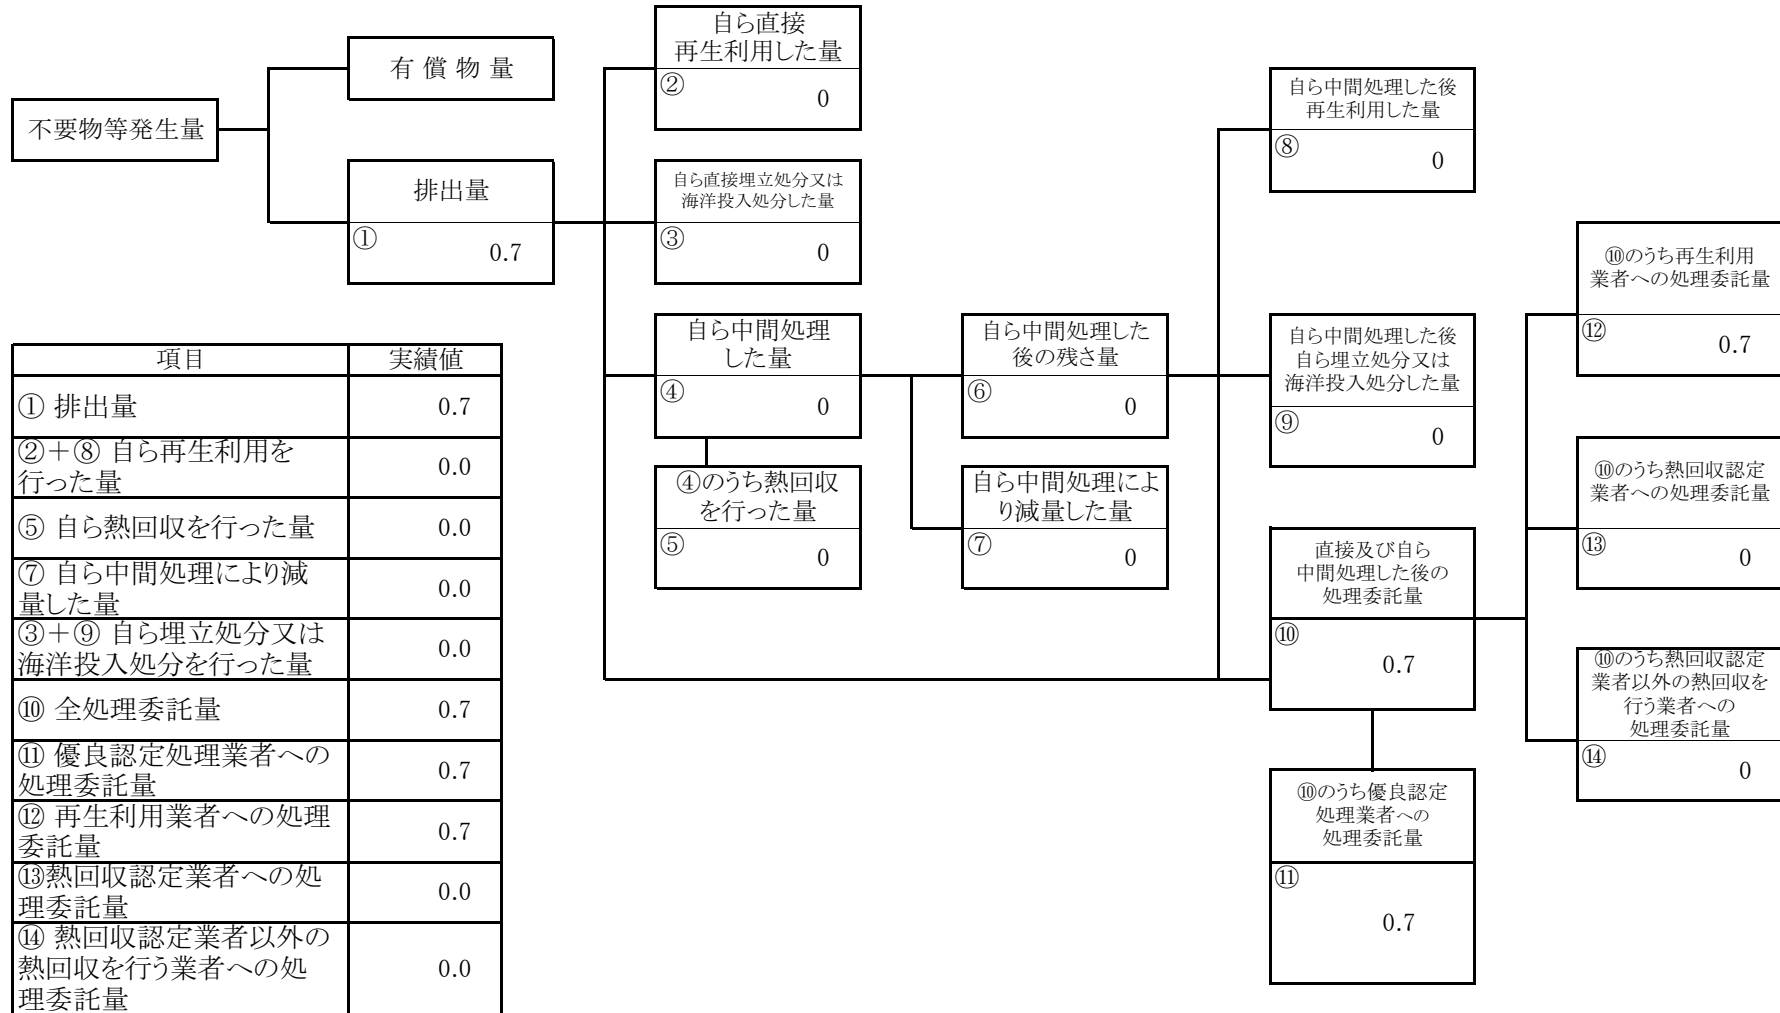 不要物等発生量
有 償 物 量
排出量
①
0.7
自ら直接
再生利用した量
②
0
自ら直接埋立処分又は
海洋投入処分した量
③
0
自ら中間処理
した量
④
0
④のうち熱回収
を行った量
⑤
0
自ら中間処理した
後の残さ量
⑥
0
自ら中間処理によ
り減量した量
⑦
0
自ら中間処理した後
再生利用した量
⑧
0
自ら中間処理した後
自ら埋立処分又は
海洋投入処分した量
⑨
0
直接及び自ら
中間処理した後の
処理委託量
⑩
0.7
⑩のうち優良認定
処理業者への
処理委託量
⑪
0.7
⑩のうち再生利用
業者への処理委託量
⑫
0.7
⑩のうち熱回収認定
業者への処理委託量
⑬
0
⑩のうち熱回収認定
業者以外の熱回収を
行う業者への
処理委託量
⑭
0
項目 実績値
① 排出量 0.7
②＋⑧ 自ら再生利用を
行った量 0.0
⑤ 自ら熱回収を行った量 0.0
⑦ 自ら中間処理により減
量した量 0.0
③＋⑨ 自ら埋立処分又は
海洋投入処分を行った量 0.0
⑩ 全処理委託量 0.7
⑪ 優良認定処理業者への
処理委託量 0.7
⑫ 再生利用業者への処理
委託量 0.7
⑬熱回収認定業者への処
理委託量 0.0
⑭ 熱回収認定業者以外の
熱回収を行う業者への処
理委託量 0.0